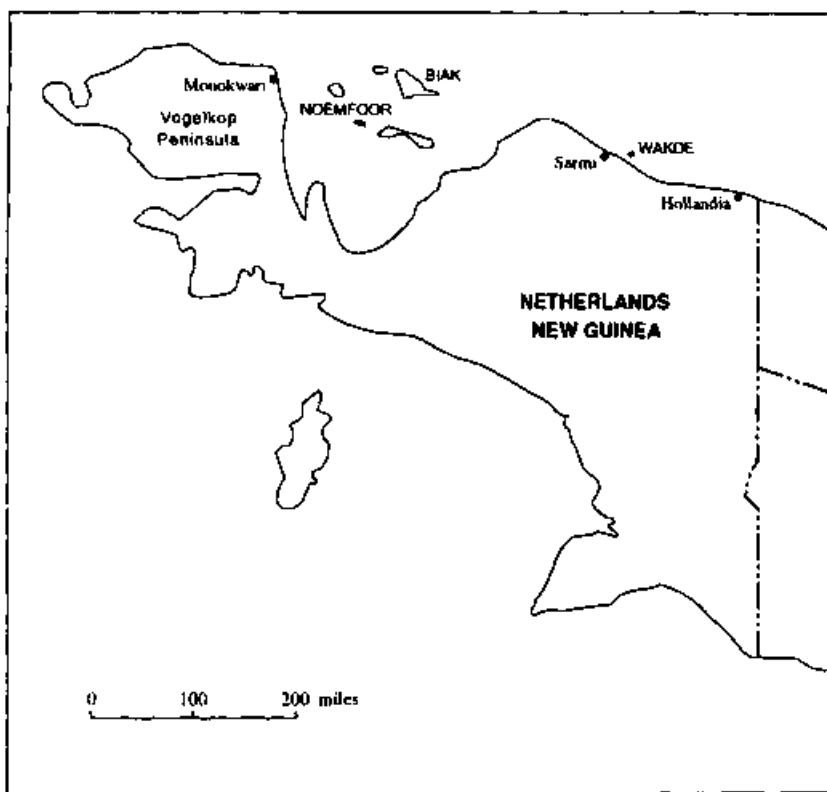 BIAK
Monokwari
NOEMFOOR
Vogelkop
Peninsula
WAKDE
Sarmi
Hollandia
NETHERLANDS
NEW GUINEA
0 100 200 miles